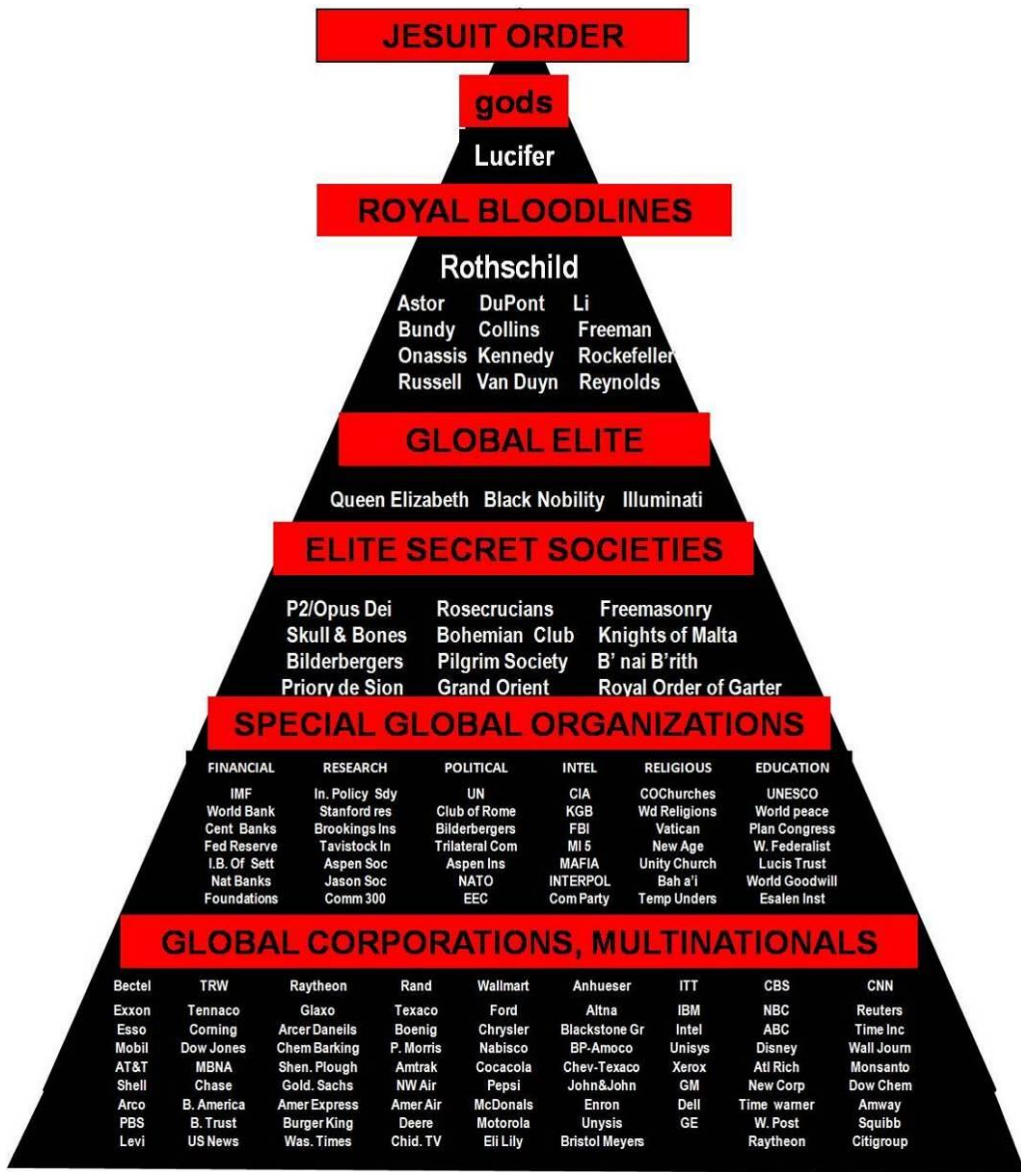 JESUIT ORDER
gods
Lucifer
ROYAL BLOODLINES
Rothschild
Astor DuPont Li
Bundy Collins Freeman
Onassis Kennedy Rockefeller
Russell Van Duyn Reynolds
GLOBAL ELITE
Queen Elizabeth Black Nobility Illuminati
ELITE SECRET SOCIETIES
P2/Opus Dei Rosecrucians Freemasonry
Skull & Bones Bohemian Club Knights of Malta
Bilderbergers Pilgrim Society B' nai B'rith
Priory de Sion Grand Orient Royal Order of Garter
SPECIAL GLOBAL ORGANIZATIONS
FINANCIAL RESEARCH POLITICAL INTEL RELIGIOUS EDUCATION
IMF In. Policy Sdy UN CIA COChurches UNESCO
World Bank Stanford res Club of Rome KGB Wd Religions World peace
Cent Banks Brookings Ins Bilderbergers FBI Vatican Plan Congress
Fed Reserve Tavistock In Trilateral Com MI 5 New Age W. Federalist
I.B. Of Sett Aspen Soc Aspen Ins MAFIA Unity Church Lucis Trust
Nat Banks Jason Soc NATO INTERPOL Bah a'i World Goodwill
Foundations Comm 300 EEC Com Party Temp Unders Esalen Inst
GLOBAL CORPORATIONS, MULTINATIONALS
Bectel TRW Raytheon Rand Wallmart Anhueser ITT CBS CNN
Exxon Tennaco Glaxo Texaco Ford Altna IBM NBC Reuters
Esso Corning Arcer Daneils Boenig Chrysler Blackstone Gr Intel ABC Time Inc
Mobil Dow Jones Chem Barking P. Morris Nabisco BP-Amoco Unisys Disney Wall Journ
AT&T MBNA Shen. Plough Amtrak Cocacola Chev-Texaco Xerox Atl Rich Monsanto
Shell Chase Gold. Sachs NW Air Pepsi John&John GM New Corp Dow Chem
Arco B. America Amer Express Amer Air McDonals Enron Dell Time warner Amway
PBS B. Trust Burger King Deere Motorola Unysis GE W. Post Squibb
Levi US News Was. Times Chid. TV Eli Lily Bristol Meyers Raytheon Citigroup